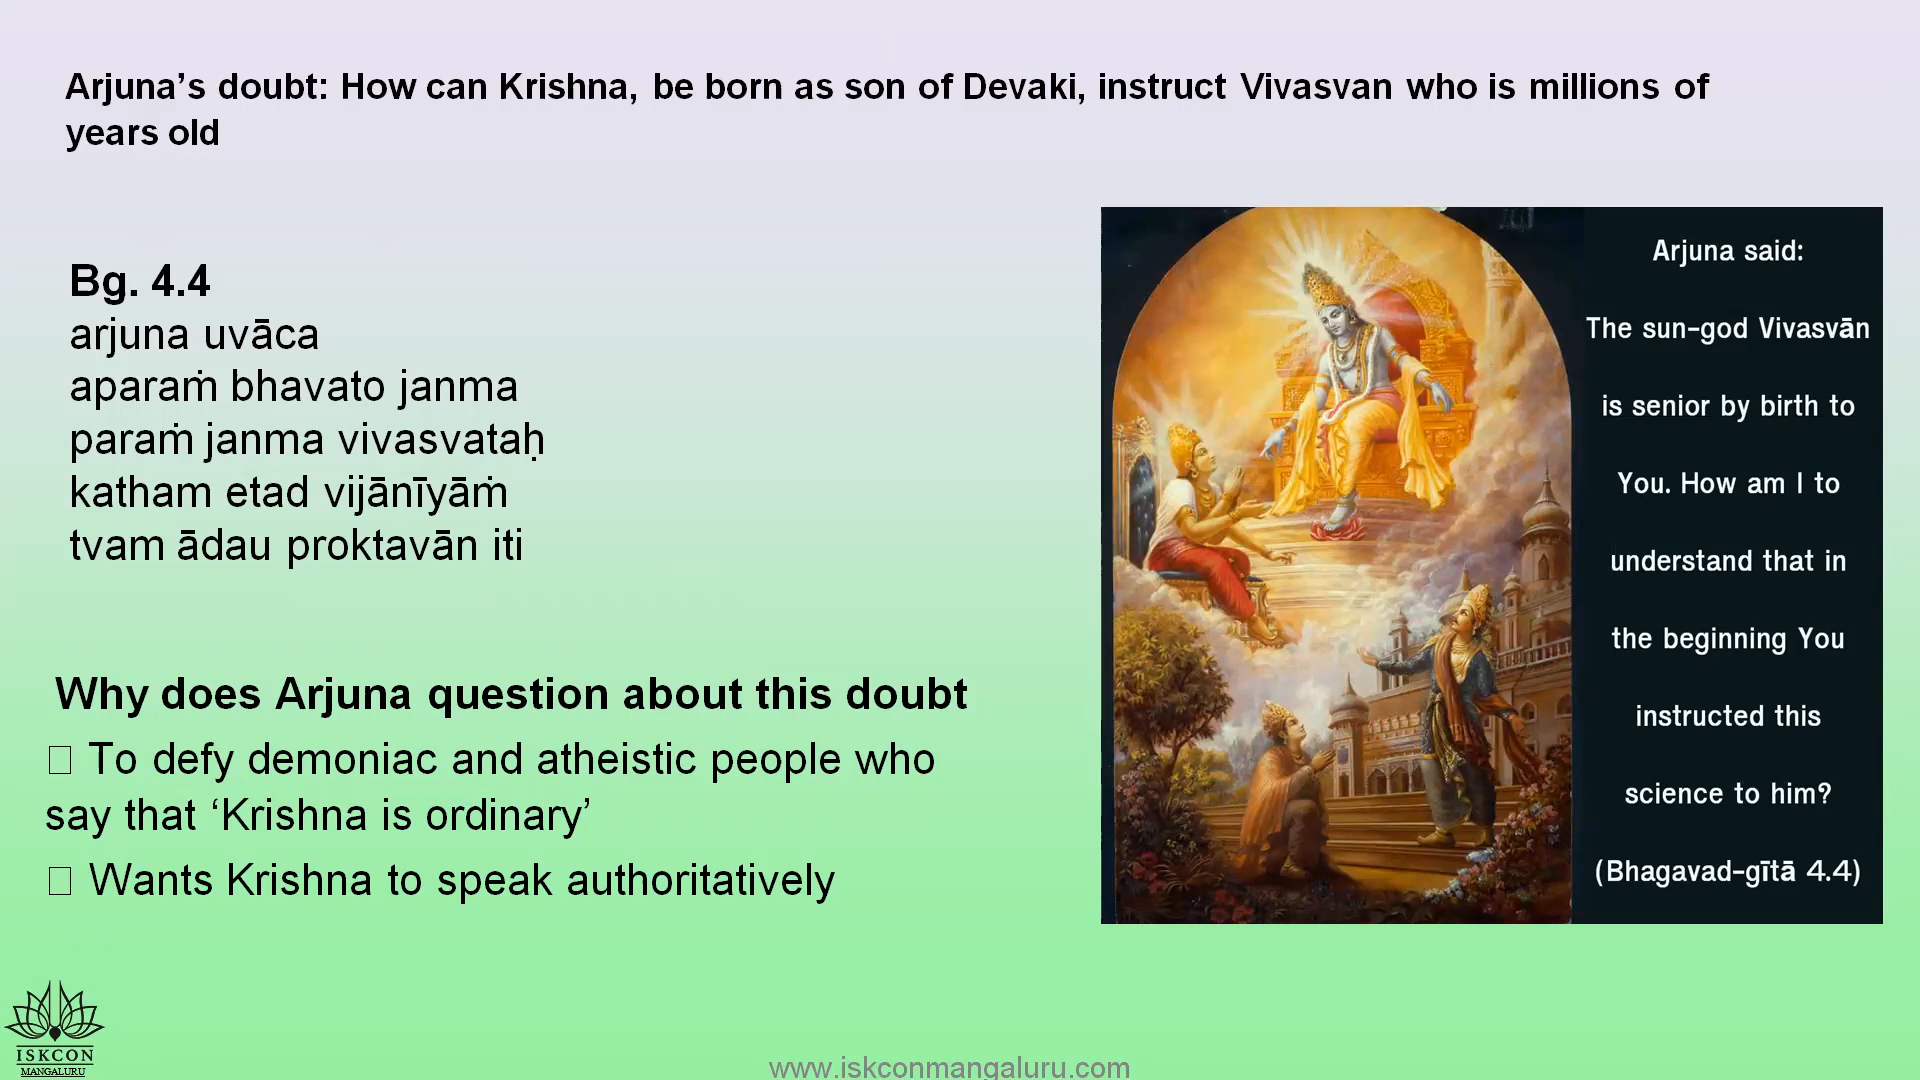 Arjuna’s doubt: How can Krishna, be born as son of Devaki, instruct Vivasvan who is millions of
years old
Bg. 4.4
arjuna uvāca
aparaṁ bhavato janma
paraṁ janma vivasvataḥ
katham etad vijānīyāṁ
tvam ādau proktavān iti
Why does Arjuna question about this doubt
To defy demoniac and atheistic people who
say that ‘Krishna is ordinary’
Wants Krishna to speak authoritatively
Arjuna said:
The sun-god Vivasvān
is senior by birth to
You. How am I to
understand that in
the beginning You
instructed this
science to him?
(Bhagavad-gītā 4.4)
ISKCON
MANGALURU
www.iskconmangaluru.com